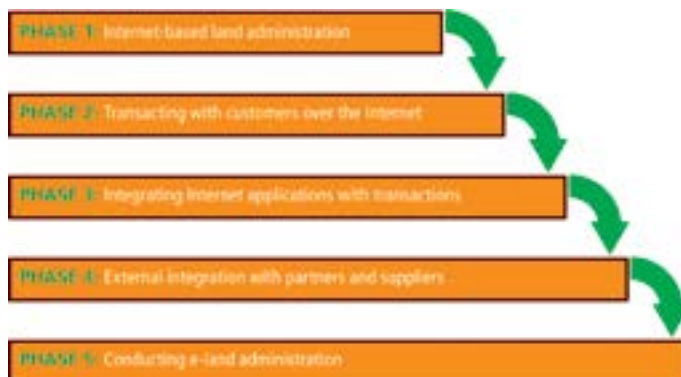 PHASE 1: Internet-based land administration
PHASE 2: Transacting with customers over the Internet
PHASE 3: Integrating Internet applications with transactions
PHASE 4: External integration with partners and suppliers
PHASE 5: Conducting e-land administration